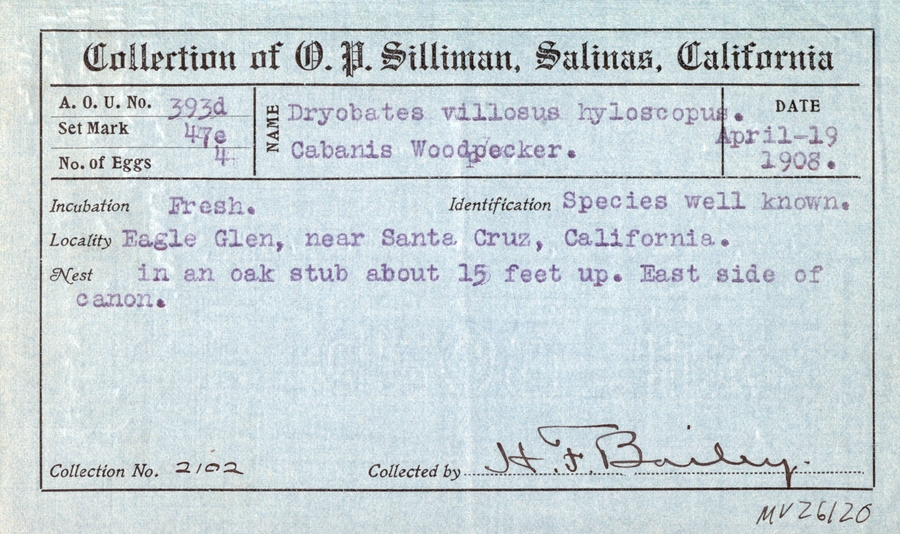 Collection of O. P. Silliman, Salinas, California
A. O. U. No. 393d
Set Mark 47e
No. of Eggs 4
NAME Dryobates villosus hyloscopus.
Cabanis Woodpecker.
DATE
April-19
1908.
Incubation Fresh. Identification Species well known.
Locality Eagle Glen, near Santa Cruz, California.
Nest in an oak stub about 15 feet up. East side of
canon.
Collection No. 2102 Collected by H. F. Bailey.
MV26120